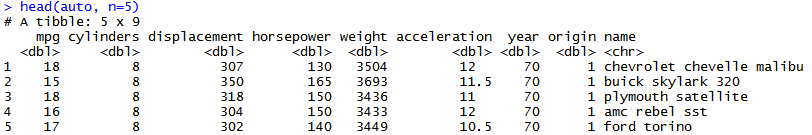 > head(auto, n=5)
# A tibble: 5 x 9
mpg cylinders displacement horsepower weight acceleration year origin name
<dbl> <dbl> <dbl> <dbl> <dbl> <dbl> <dbl> <dbl> <chr>
1 18 8 307 130 3504 12 70 1 chevrolet chevelle malibu
2 15 8 350 165 3693 11.5 70 1 buick skylark 320
3 18 8 318 150 3436 11 70 1 plymouth satellite
4 16 8 304 150 3433 12 70 1 amc rebel sst
5 17 8 302 140 3449 10.5 70 1 ford torino